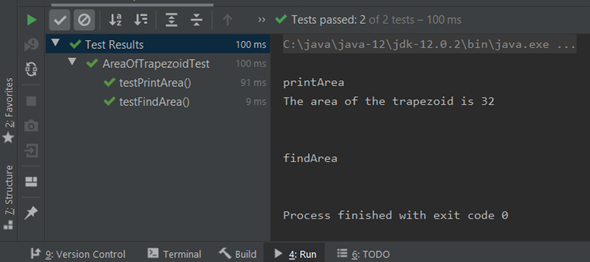 Tests passed: 2 of 2 tests – 100 ms
Test Results 100 ms
AreaOfTrapezoidTest 100 ms
testPrintArea() 91 ms
testFindArea() 9 ms
C:\java\java-12\jdk-12.0.2\bin\java.exe ...
printArea
The area of the trapezoid is 32
findArea
Process finished with exit code 0
2: Favorites
7: Structure
9: Version Control
Terminal
Build
4: Run
6: TODO